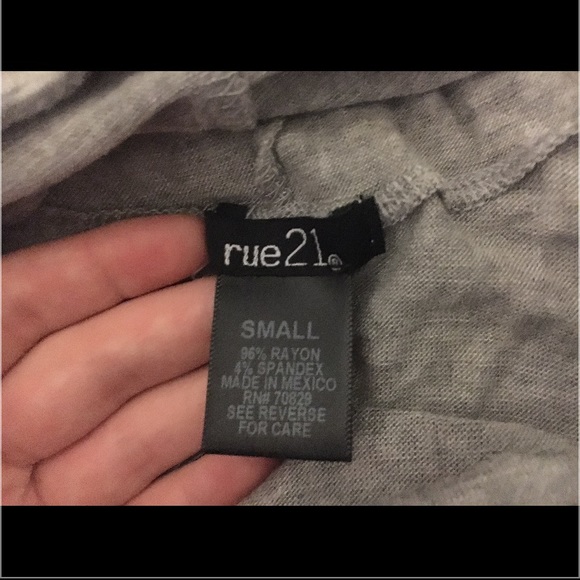 rue21®
SMALL
96% RAYON
4% SPANDEX
MADE IN MEXICO
RN# 70829
SEE REVERSE
FOR CARE